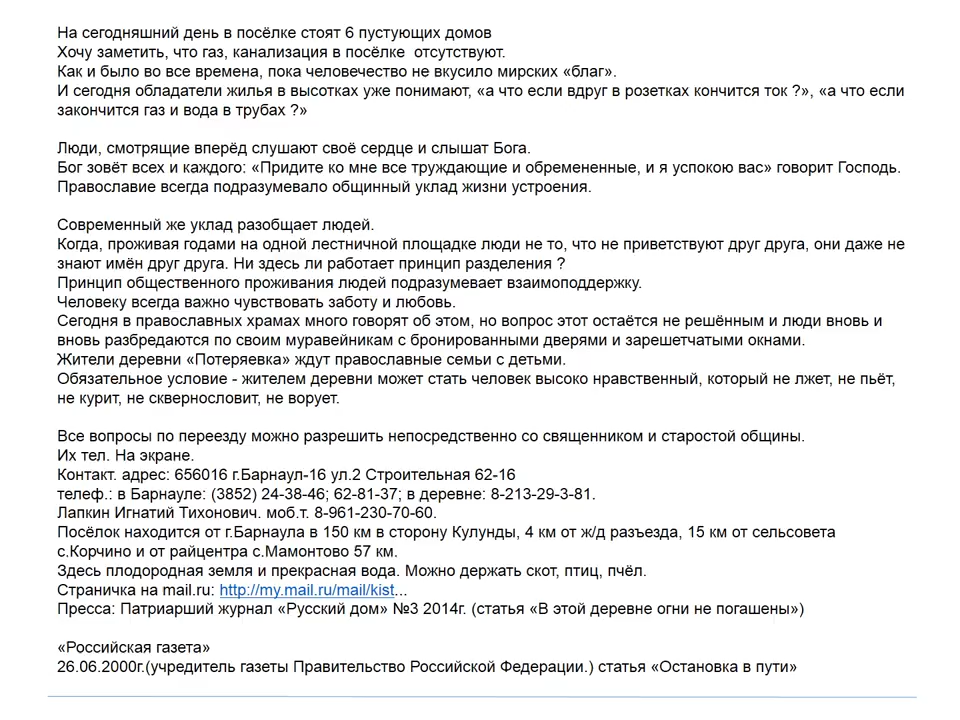 На сегодняшний день в посёлке стоят 6 пустующих домов
Хочу заметить, что газ, канализация в посёлке  отсутствуют.
Как и было во все времена, пока человечество не вкусило мирских «благ».
И сегодня обладатели жилья в высотках уже понимают, «а что если вдруг в розетках кончится ток ?», «а что если
закончится газ и вода в трубах ?»
Люди, смотрящие вперёд слушают своё сердце и слышат Бога.
Бог зовёт всех и каждого: «Придите ко мне все труждающие и обремененные, и я успокою вас» говорит Господь.
Православие всегда подразумевало общинный уклад жизни устроения.
Современный же уклад разобщает людей.
Когда, проживая годами на одной лестничной площадке люди не то, что не приветствуют друг друга, они даже не
знают имён друг друга. Ни здесь ли работает принцип разделения ?
Принцип общественного проживания людей подразумевает взаимоподдержку.
Человеку всегда важно чувствовать заботу и любовь.
Сегодня в православных храмах много говорят об этом, но вопрос этот остаётся не решённым и люди вновь и
вновь разбредаются по своим муравейникам с бронированными дверями и зарешетчатыми окнами.
Жители деревни «Потеряевка» ждут православные семьи с детьми.
Обязательное условие - жителем деревни может стать человек высоко нравственный, который не лжет, не пьёт,
не курит, не сквернословит, не ворует.
Все вопросы по переезду можно разрешить непосредственно со священником и старостой общины.
Их тел. На экране.
Контакт. адрес: 656016 г.Барнаул-16 ул.2 Строительная 62-16
телеф.: в Барнауле: (3852) 24-38-46; 62-81-37; в деревне: 8-213-29-3-81.
Лапкин Игнатий Тихонович. моб.т. 8-961-230-70-60.
Посёлок находится от г.Барнаула в 150 км в сторону Кулунды, 4 км от ж/д разъезда, 15 км от сельсовета
с.Корчино и от райцентра с.Мамонтово 57 км.
Здесь плодородная земля и прекрасная вода. Можно держать скот, птиц, пчёл.
Страничка на mail.ru: http://my.mail.ru/mail/kist...
Пресса: Патриарший журнал «Русский дом» №3 2014г. (статья «В этой деревне огни не погашены»)
«Российская газета»
26.06.2000г.(учредитель газеты Правительство Российской Федерации.) статья «Остановка в пути»